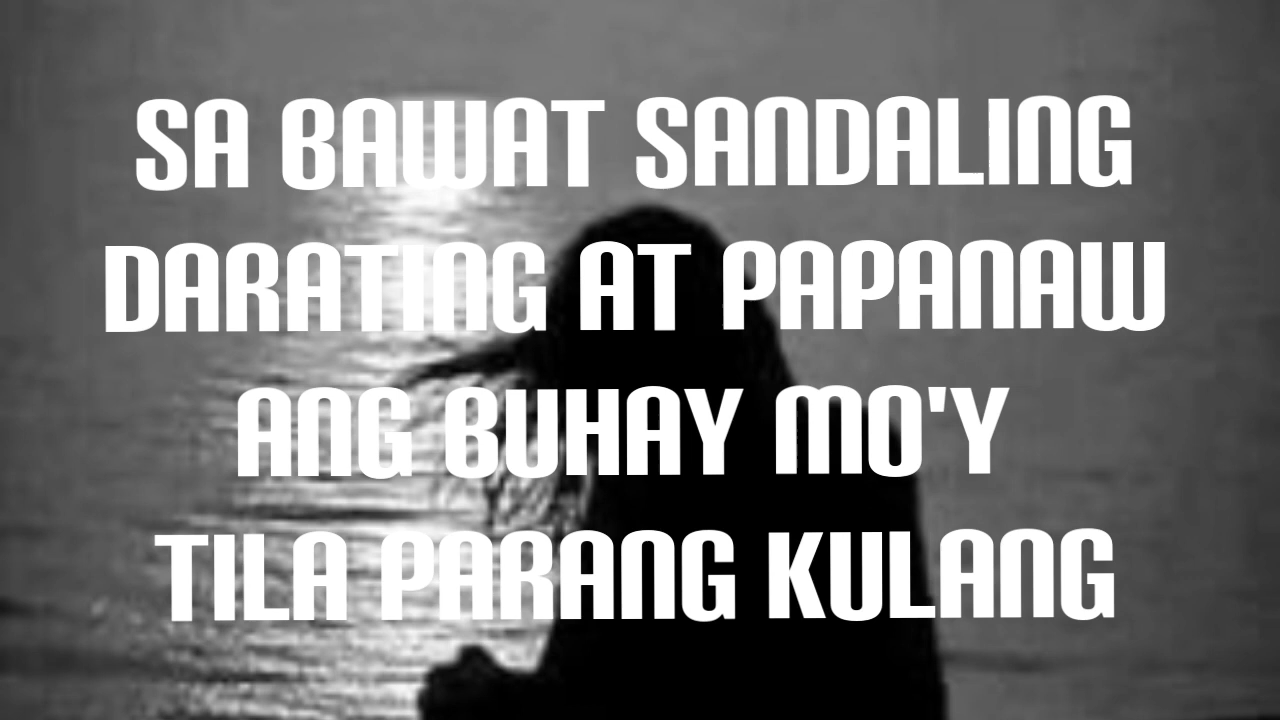 SA BAWAT SANDALING
DARATING AT PAPANAW
ANG BUHAY MO'Y
TILA PARANG KULANG